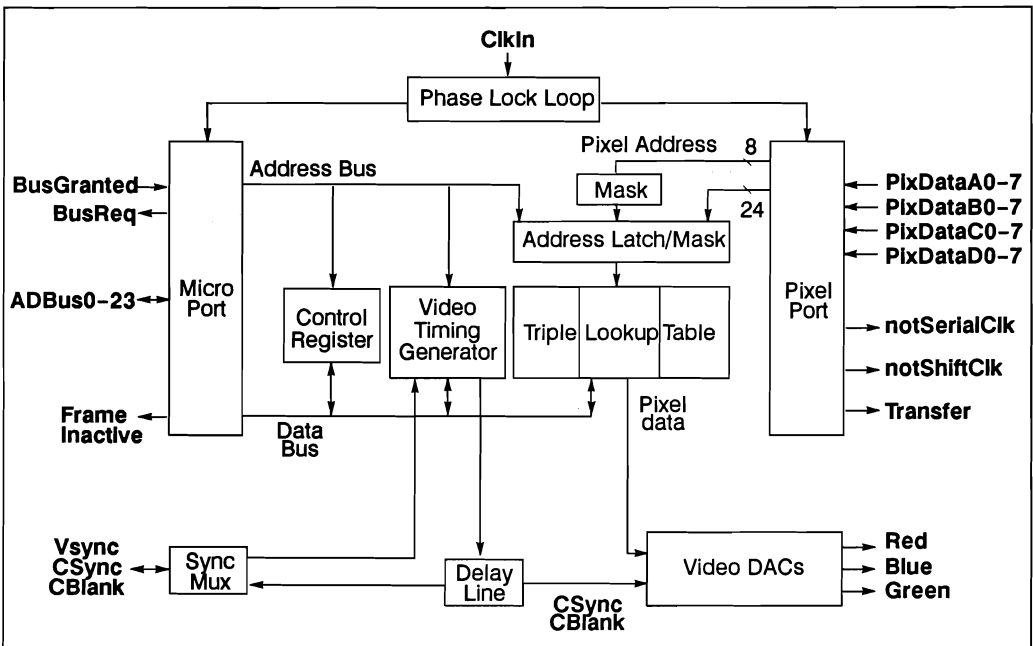 ClkIn
Phase Lock Loop
Pixel Address
8
Address Bus
Mask
24
BusGranted
BusReq
ADBus0-23
Frame
Inactive
Micro
Port
Address Latch/Mask
Control
Register
Video
Timing
Generator
Triple
Lookup
Table
Pixel
Port
PixDataA0-7
PixDataB0-7
PixDataC0-7
PixDataD0-7
notSerialClk
notShiftClk
Transfer
Data
Bus
Pixel
data
Vsync
CSync
CBlank
Sync
Mux
Delay
Line
CSync
CBlank
Video DACs
Red
Blue
Green